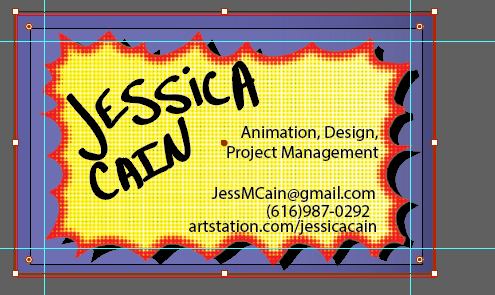 JESSICA
CAIN
Animation, Design,
Project Management
JessMCain@gmail.com
(616)987-0292
artstation.com/jessicacain